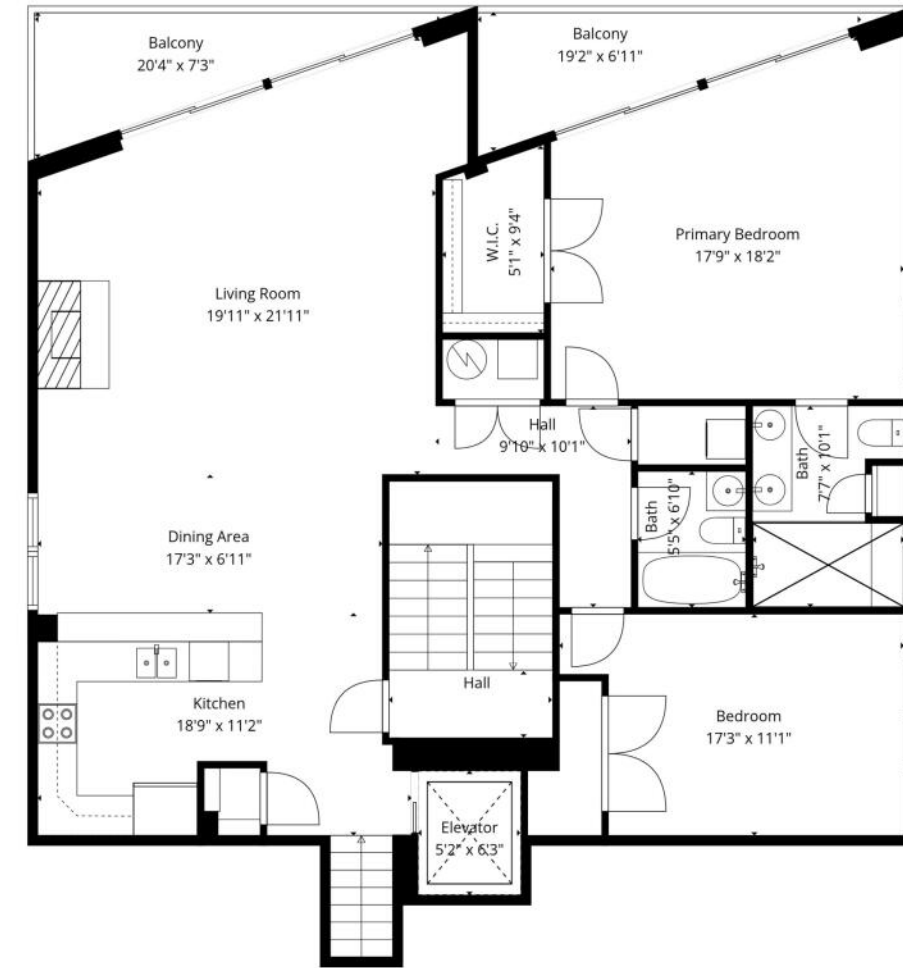 Balcony
20'4" x 7'3"
Balcony
19'2" x 6'11"
W.I.C.
5'1" x 9'4"
Primary Bedroom
17'9" x 18'2"
Living Room
19'11" x 21'11"
Hall
9'10" x 10'1"
Bath
7'7" x 10'1"
Bath
5'5" x 6'10"
Dining Area
17'3" x 6'11"
Hall
Kitchen
18'9" x 11'2"
Bedroom
17'3" x 11'1"
Elevator
5'2" x 6'3"